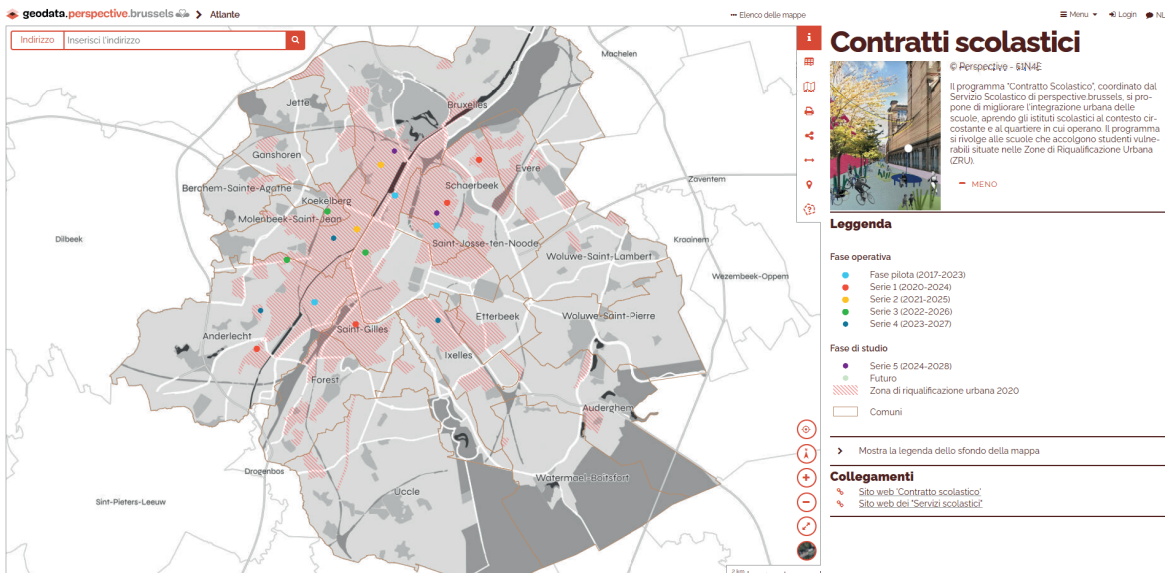 geodata.perspective.brussels
Atlante
Elenco delle mappe
Menu
Login
NL
Indirizzo
Inserisci l'indirizzo
Machelen
Jette
Bruxelles
Ganshoren
Evere
Berchem-Sainte-Agathe
Schaerbeek
Zaventem
Koekelberg
Molenbeek-Saint-Jean
Dilbeek
Saint-Josse-ten-Noode
Kraainem
Woluwe-Saint-Lambert
Wezembeek-Oppem
Etterbeek
Woluwe-Saint-Pierre
Anderlecht
Saint-Gilles
Ixelles
Forest
Auderghem
Drogenbos
Watermael-Boitsfort
Uccle
Sint-Pieters-Leeuw
2 km
Contratti scolastici
© Perspective - 51N4E
Il programma "Contratto Scolastico", coordinato dal
Servizio Scolastico di perspective.brussels, si pro-
pone di migliorare l'integrazione urbana delle
scuole, aprendo gli istituti scolastici al contesto cir-
costante e al quartiere in cui operano. Il programma
si rivolge alle scuole che accolgono studenti vulne-
rabili situate nelle Zone di Riqualificazione Urbana
(ZRU).
MENO
Leggenda
Fase operativa
Fase pilota (2017-2023)
Serie 1 (2020-2024)
Serie 2 (2021-2025)
Serie 3 (2022-2026)
Serie 4 (2023-2027)
Fase di studio
Serie 5 (2024-2028)
Futuro
Zona di riqualificazione urbana 2020
Comuni
Mostra la legenda dello sfondo della mappa
Collegamenti
Sito web 'Contratto scolastico'
Sito web dei "Servizi scolastici"